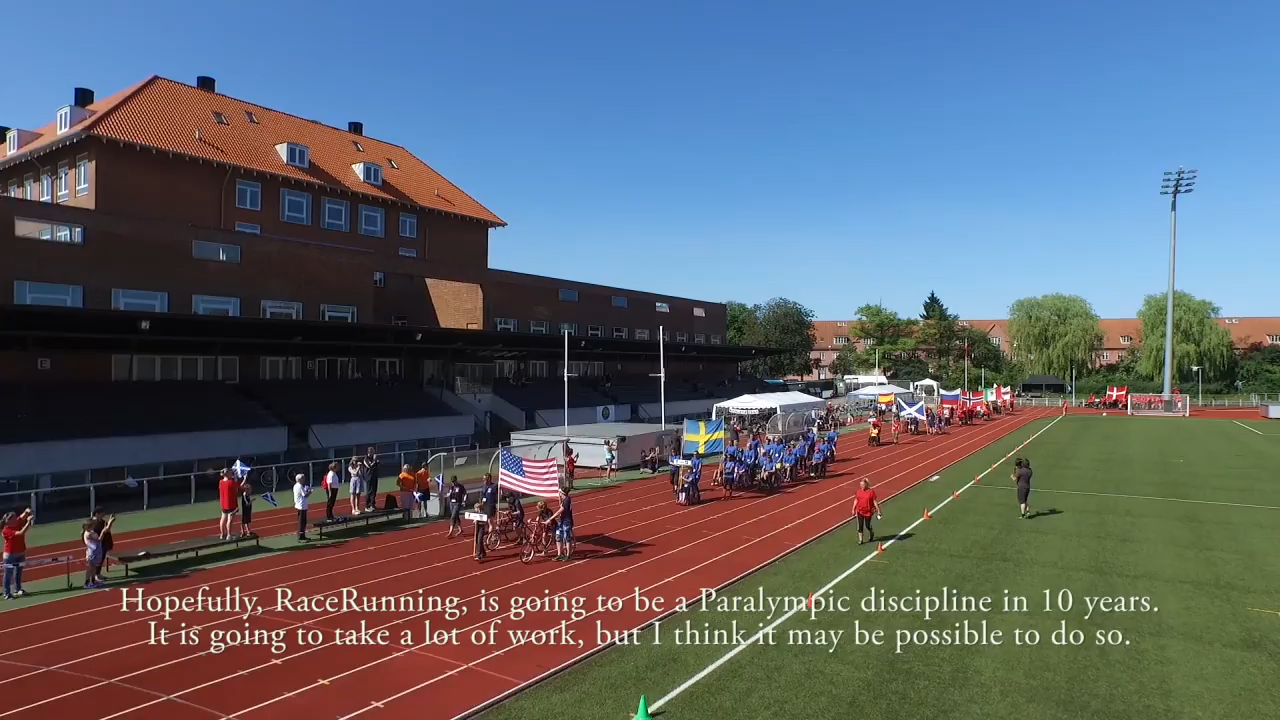 Hopefully, RaceRunning, is going to be a Paralympic discipline in 10 years.
It is going to take a lot of work, but I think it may be possible to do so.